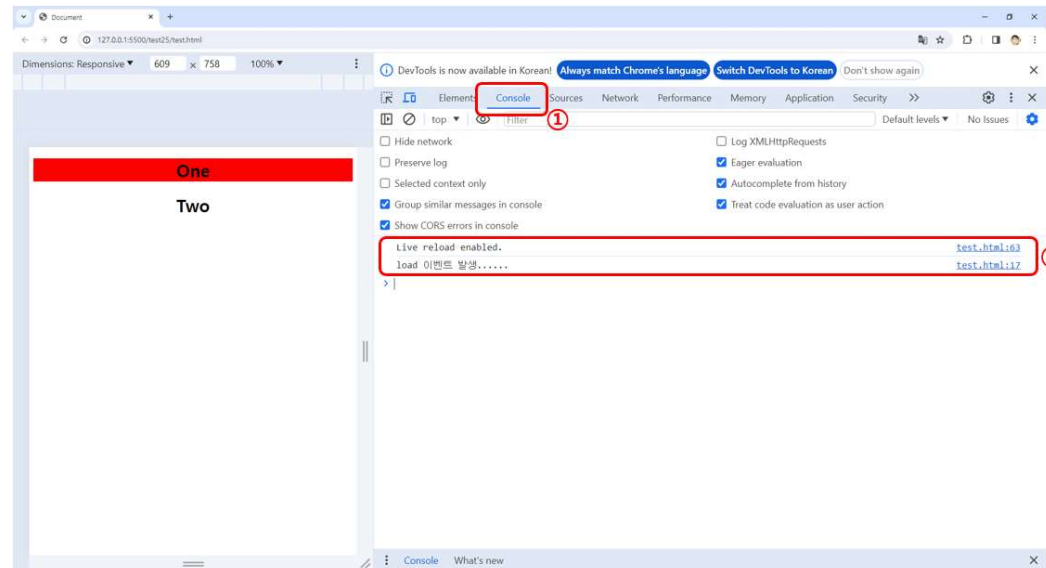 Document
127.0.0.1:5500/test25/test.html
Dimensions: Responsive ▼ 609 × 758 100% ▼
DevTools is now available in Korean! Always match Chrome's language Switch DevTools to Korean Don't show again
Elements Console Sources Network Performance Memory Application Security
①
top ▼ Filter Default levels ▼ No Issues
Hide network Log XMLHttpRequests
Preserve log Eager evaluation
Selected context only Autocomplete from history
Group similar messages in console Treat code evaluation as user action
Show CORS errors in console
One
Two
Live reload enabled. test.html:63
load 이벤트 발생...... test.html:17
Console What's new